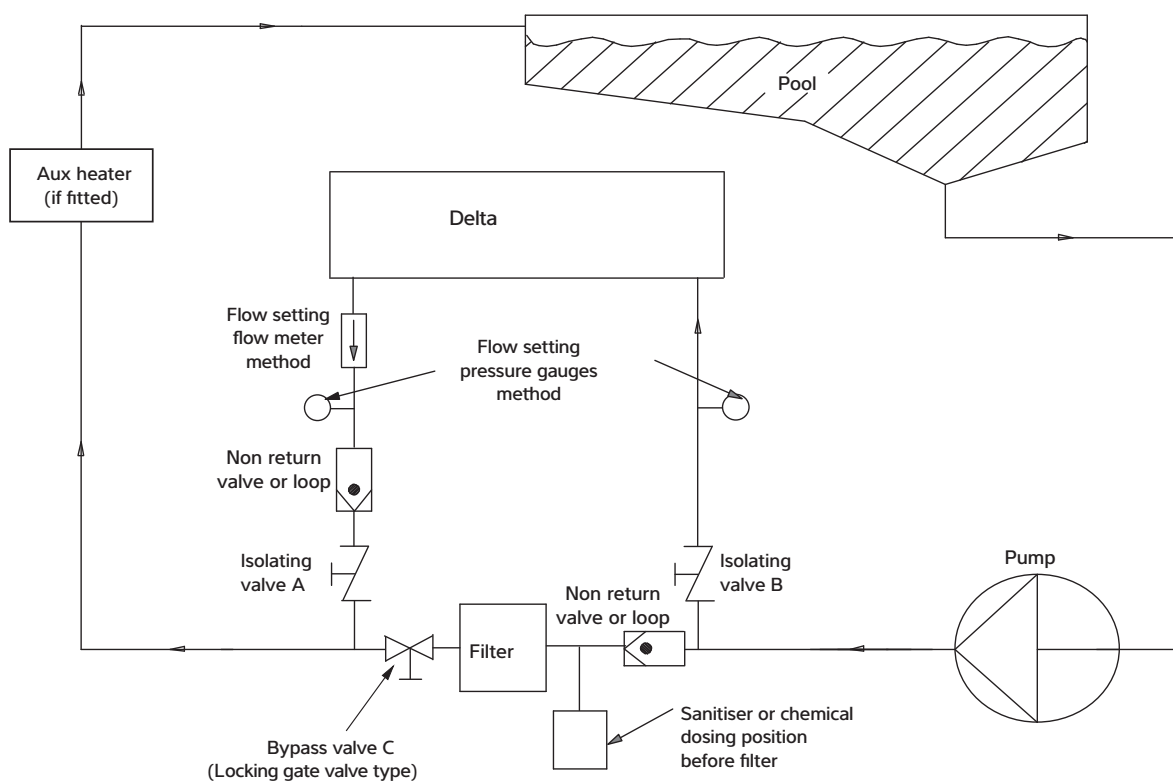 Pool
Aux heater
(if fitted)
Delta
Flow setting
flow meter
method
Flow setting
pressure gauges
method
Non return
valve or loop
Isolating
valve A
Isolating
valve B
Pump
Non return
valve or loop
Filter
Bypass valve C
(Locking gate valve type)
Sanitiser or chemical
dosing position
before filter